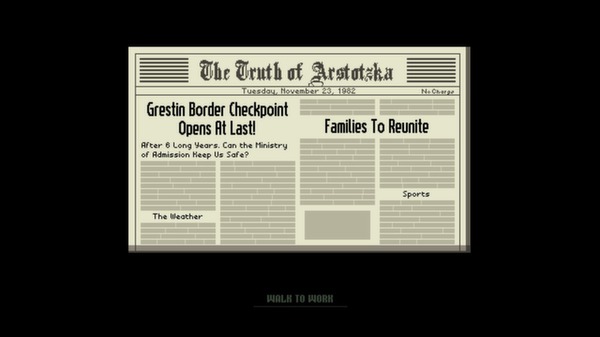 The Truth of Arstotzka
Tuesday, November 23, 1982
No Charge
Grestin Border Checkpoint
Opens At Last!
After 6 Long Years. Can the Ministry
of Admission Keep Us Safe?
The Weather
Families To Reunite
Sports
WALK TO WORK